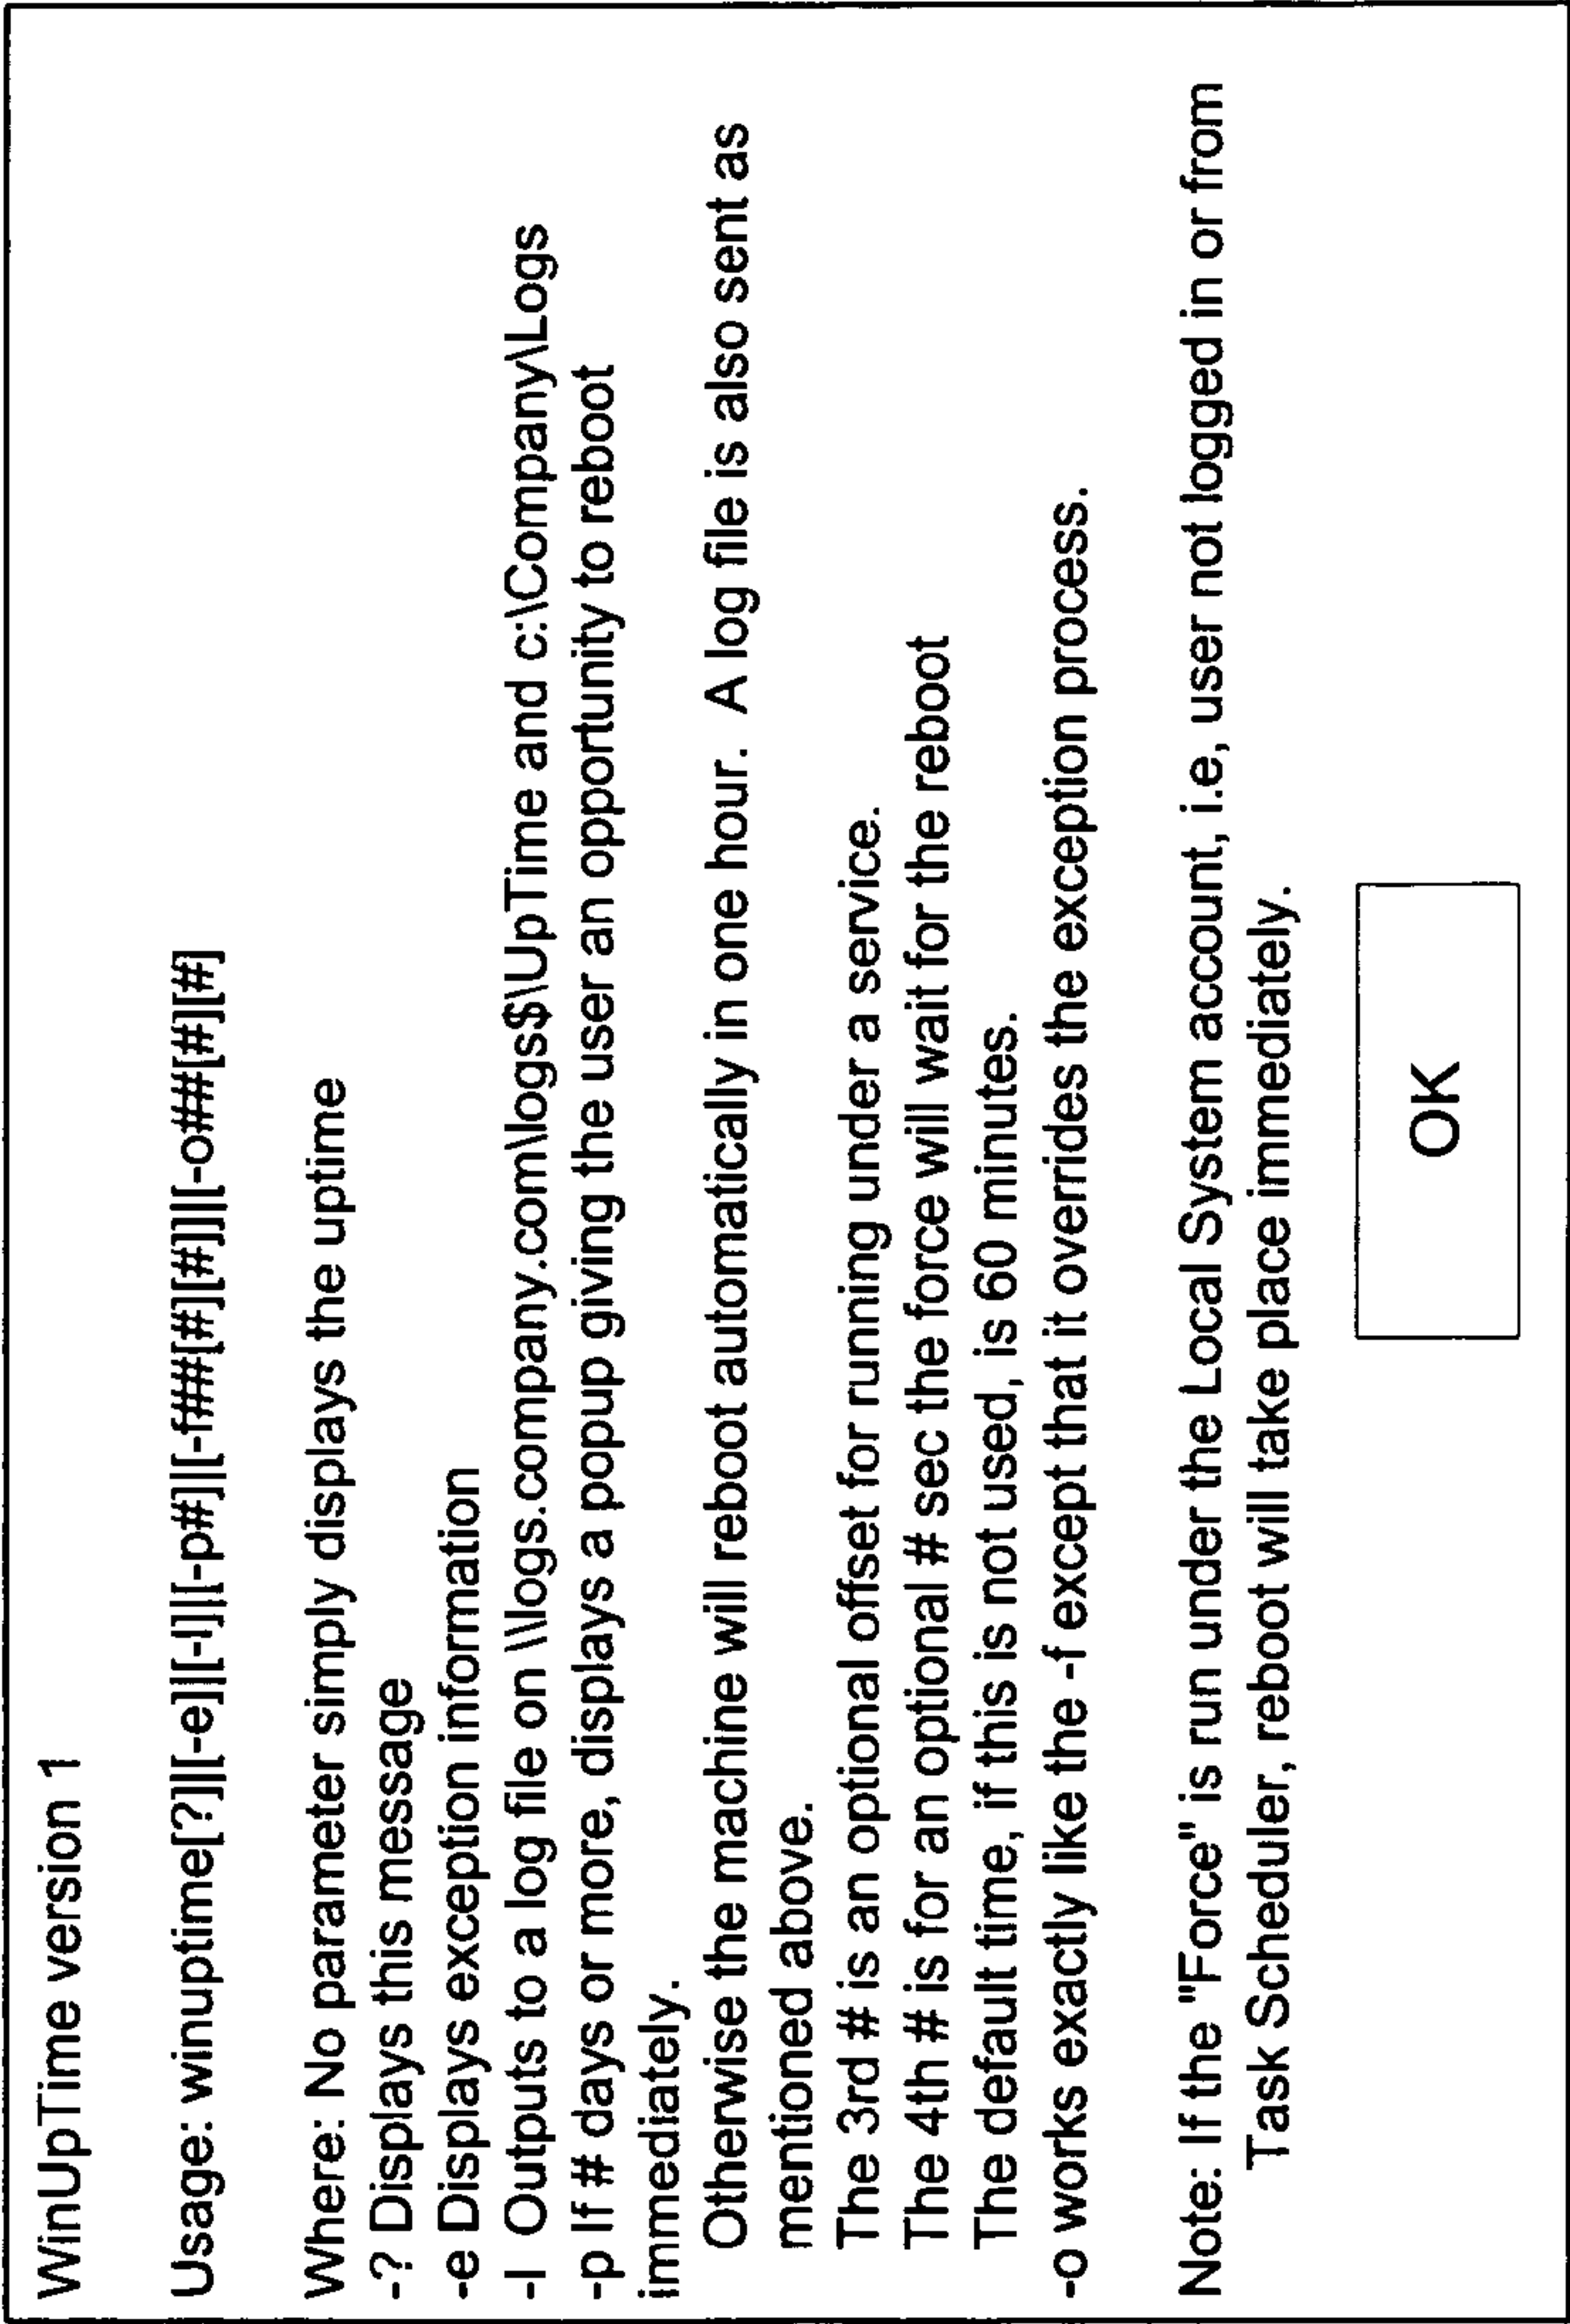 WinUpTime version 1
Usage: winuptime[?]|[-e]|[-l]|[-p#]|[-f##[#][#]]|[-o##[#][#]
Where: No parameter simply displays the uptime
-? Displays this message
-e Displays exception information
-l Outputs to a log file on \\logs.company.com\logs$\UpTime and c:\Company\Logs
-p If # days or more, displays a popup giving the user an opportunity to reboot
immediately.
Otherwise the machine will reboot automatically in one hour. A log file is also sent as
mentioned above.
The 3rd # is an optional offset for running under a service.
The 4th # is for an optional # sec the force will wait for the reboot
The default time, if this is not used, is 60 minutes.
-o works exactly like the -f except that it overrides the exception process.
Note: If the "Force" is run under the Local System account, i.e, user not logged in or from
Task Scheduler, reboot will take place immediately.
OK